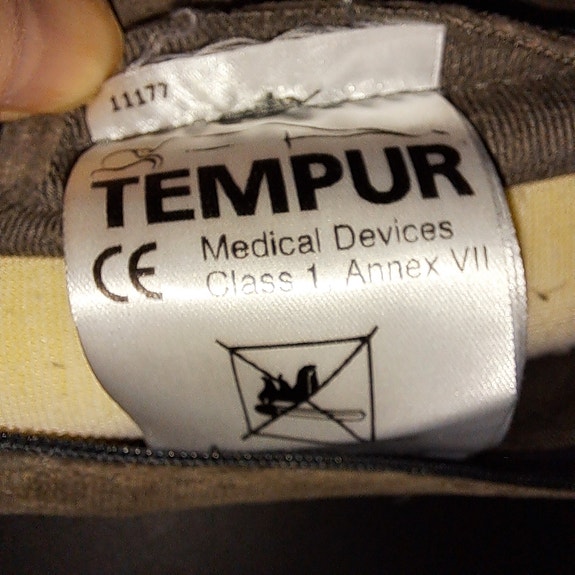 11177
TEMPUR
CE
Medical Devices
Class 1, Annex VII